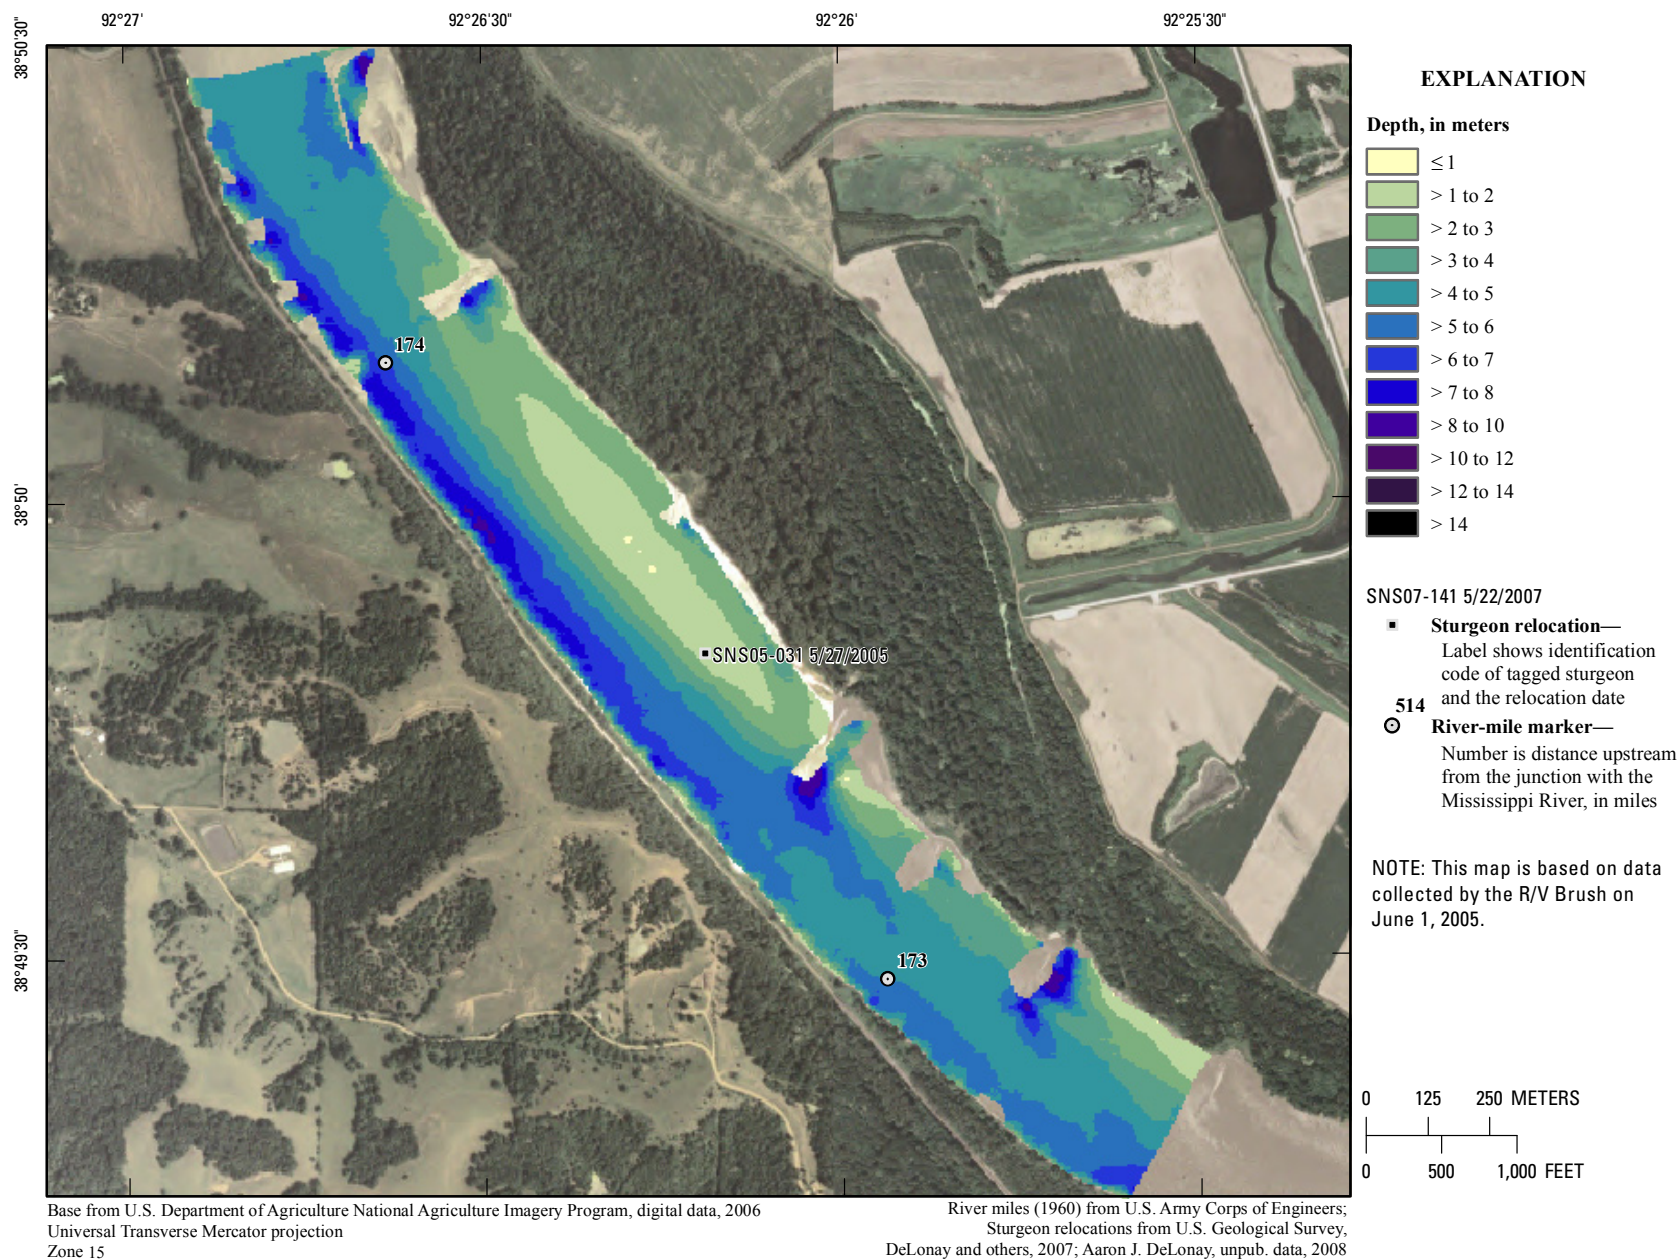 92°27'
92°26'30"
92°26'
92°25'30"
38°50'30"
38°50'
38°49'30"
174
SNS05-031 5/27/2005
173
EXPLANATION
Depth, in meters
≤ 1
> 1 to 2
> 2 to 3
> 3 to 4
> 4 to 5
> 5 to 6
> 6 to 7
> 7 to 8
> 8 to 10
> 10 to 12
> 12 to 14
> 14
SNS07-141 5/22/2007
Sturgeon relocation—
Label shows identification
code of tagged sturgeon
and the relocation date
514
River-mile marker—
Number is distance upstream
from the junction with the
Mississippi River, in miles
NOTE: This map is based on data
collected by the R/V Brush on
June 1, 2005.
0 125 250 METERS
0 500 1,000 FEET
Base from U.S. Department of Agriculture National Agriculture Imagery Program, digital data, 2006
Universal Transverse Mercator projection
Zone 15
River miles (1960) from U.S. Army Corps of Engineers;
Sturgeon relocations from U.S. Geological Survey,
DeLonay and others, 2007; Aaron J. DeLonay, unpub. data, 2008